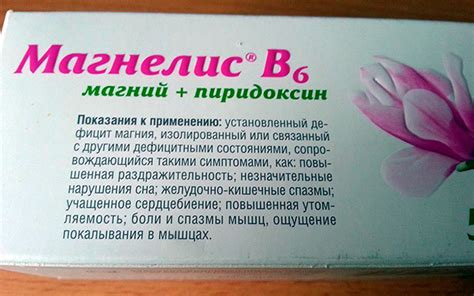 Магнелис® B6
магний + пиридоксин
Показания к применению: установленный де-
фицит магния, изолированный или связанный
с другими дефицитными состояниями, сопро-
вождающийся такими симптомами, как: повы-
шенная раздражительность; незначительные
нарушения сна; желудочно-кишечные спазмы;
учащенное сердцебиение; повышенная утом-
ляемость; боли и спазмы мышц, ощущение
покалывания в мышцах.